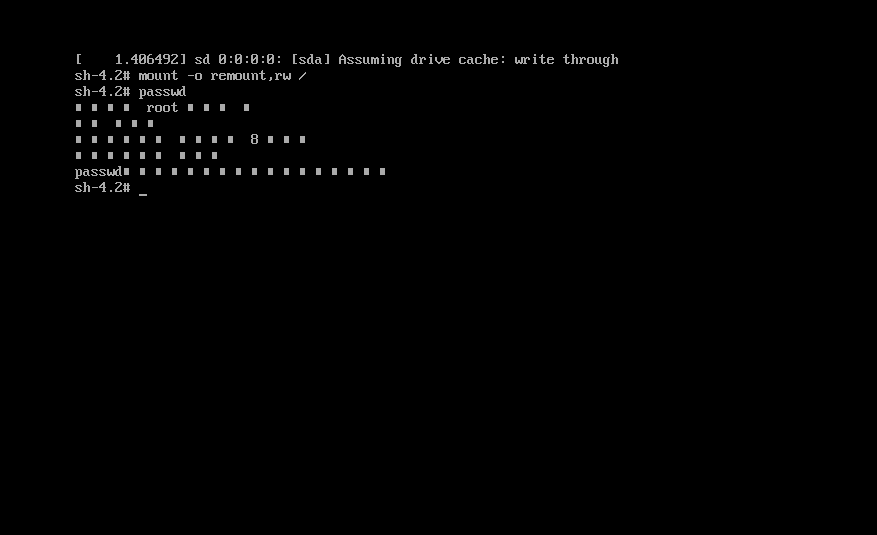 [    1.406492] sd 0:0:0:0: [sda] Assuming drive cache: write through
sh-4.2# mount -o remount,rw /
sh-4.2# passwd
■ ■ ■ ■  root ■ ■ ■  ■
■ ■  ■ ■ ■
■ ■ ■ ■ ■ ■  ■ ■ ■ ■  8 ■ ■ ■
■ ■ ■ ■ ■ ■  ■ ■ ■
passwd■ ■ ■ ■ ■ ■ ■ ■ ■ ■ ■ ■ ■ ■ ■ ■ ■
sh-4.2# _